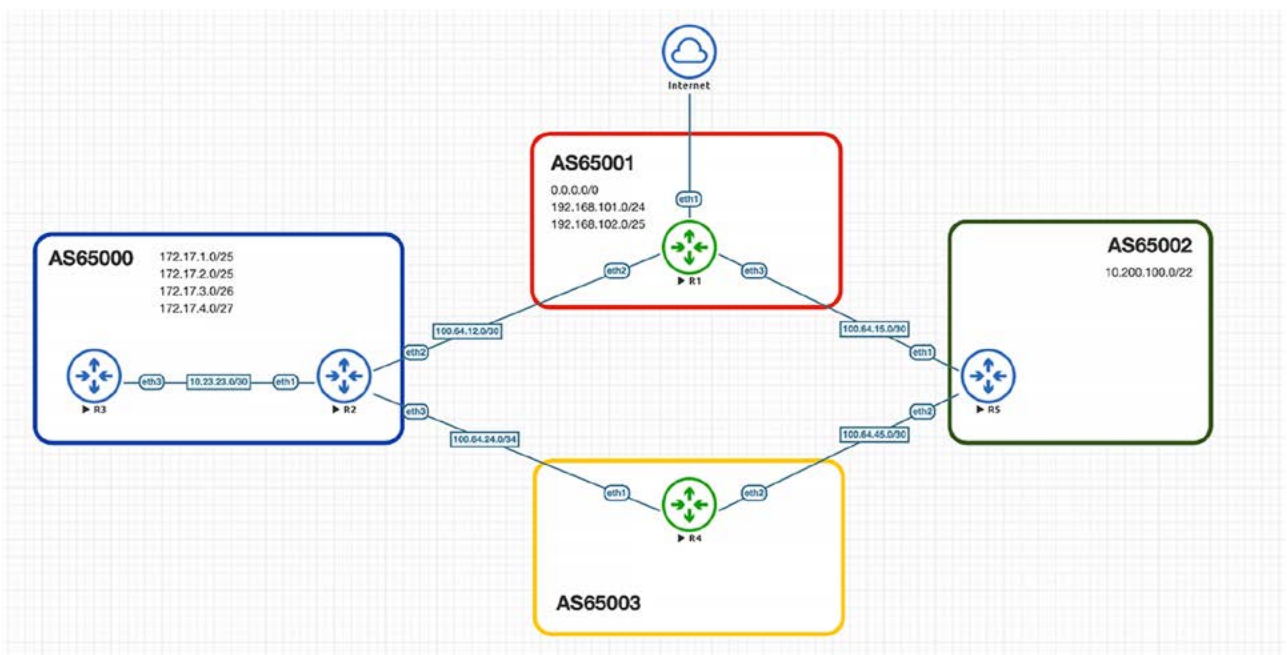 Internet
AS65001
0.0.0.0/0
192.168.101.0/24
192.168.102.0/25
eth1
eth2
eth3
▶ R1
AS65000
172.17.1.0/25
172.17.2.0/25
172.17.3.0/26
172.17.4.0/27
AS65002
10.200.100.0/22
100.64.12.0/30
100.64.15.0/30
eth2
eth1
eth3
10.23.23.0/30
eth1
▶ R3
▶ R2
▶ R5
eth3
eth2
100.64.24.0/34
100.64.45.0/30
eth1
eth2
▶ R4
AS65003